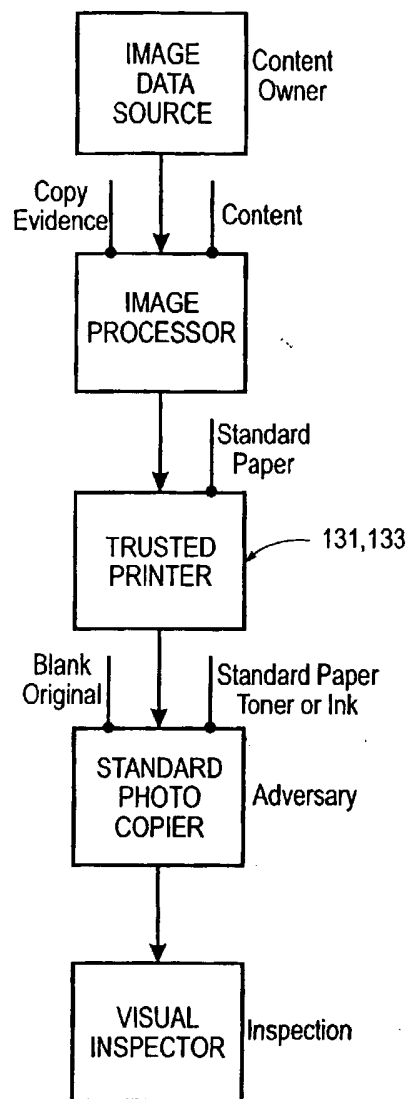 IMAGE
DATA
SOURCE
Content
Owner
Copy
Evidence
Content
IMAGE
PROCESSOR
Standard
Paper
TRUSTED
PRINTER
131,133
Blank
Original
Standard Paper
Toner or Ink
STANDARD
PHOTO
COPIER
Adversary
VISUAL
INSPECTOR
Inspection